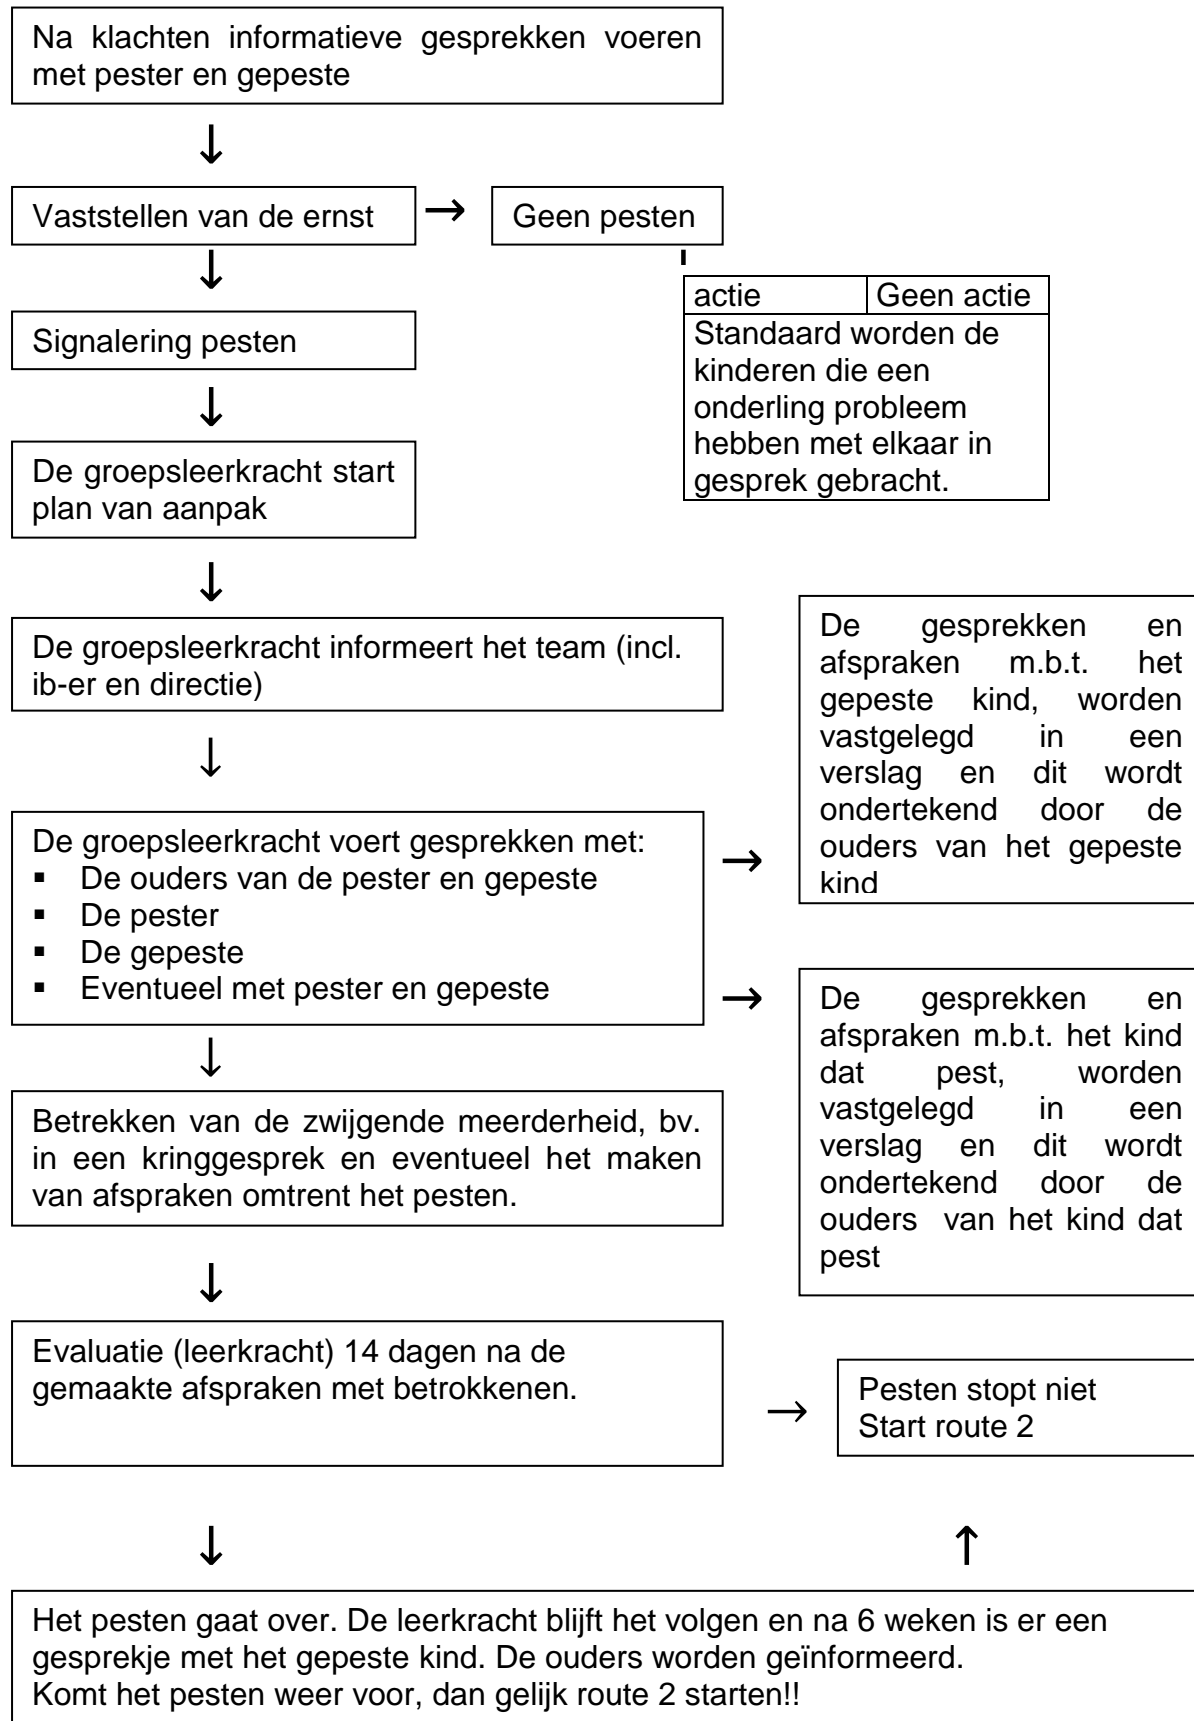 Na klachten informatieve gesprekken voeren
met pester en gepeste
↓
Vaststellen van de ernst
→
Geen pesten
↓
actie
Geen actie
Standaard worden de
kinderen die een
onderling probleem
hebben met elkaar in
gesprek gebracht.
Signalering pesten
↓
De groepsleerkracht start
plan van aanpak
↓
De groepsleerkracht informeert het team (incl.
ib-er en directie)
↓
De groepsleerkracht voert gesprekken met:
▪ De ouders van de pester en gepeste
▪ De pester
▪ De gepeste
▪ Eventueel met pester en gepeste
→
De gesprekken en
afspraken m.b.t. het
gepeste kind, worden
vastgelegd in een
verslag en dit wordt
ondertekend door de
ouders van het gepeste
kind
→
De gesprekken en
afspraken m.b.t. het kind
dat pest, worden
vastgelegd in een
verslag en dit wordt
ondertekend door de
ouders van het kind dat
pest
↓
Betrekken van de zwijgende meerderheid, bv.
in een kringgesprek en eventueel het maken
van afspraken omtrent het pesten.
↓
Evaluatie (leerkracht) 14 dagen na de
gemaakte afspraken met betrokkenen.
→
Pesten stopt niet
Start route 2
↓
↑
Het pesten gaat over. De leerkracht blijft het volgen en na 6 weken is er een
gesprekje met het gepeste kind. De ouders worden geïnformeerd.
Komt het pesten weer voor, dan gelijk route 2 starten!!